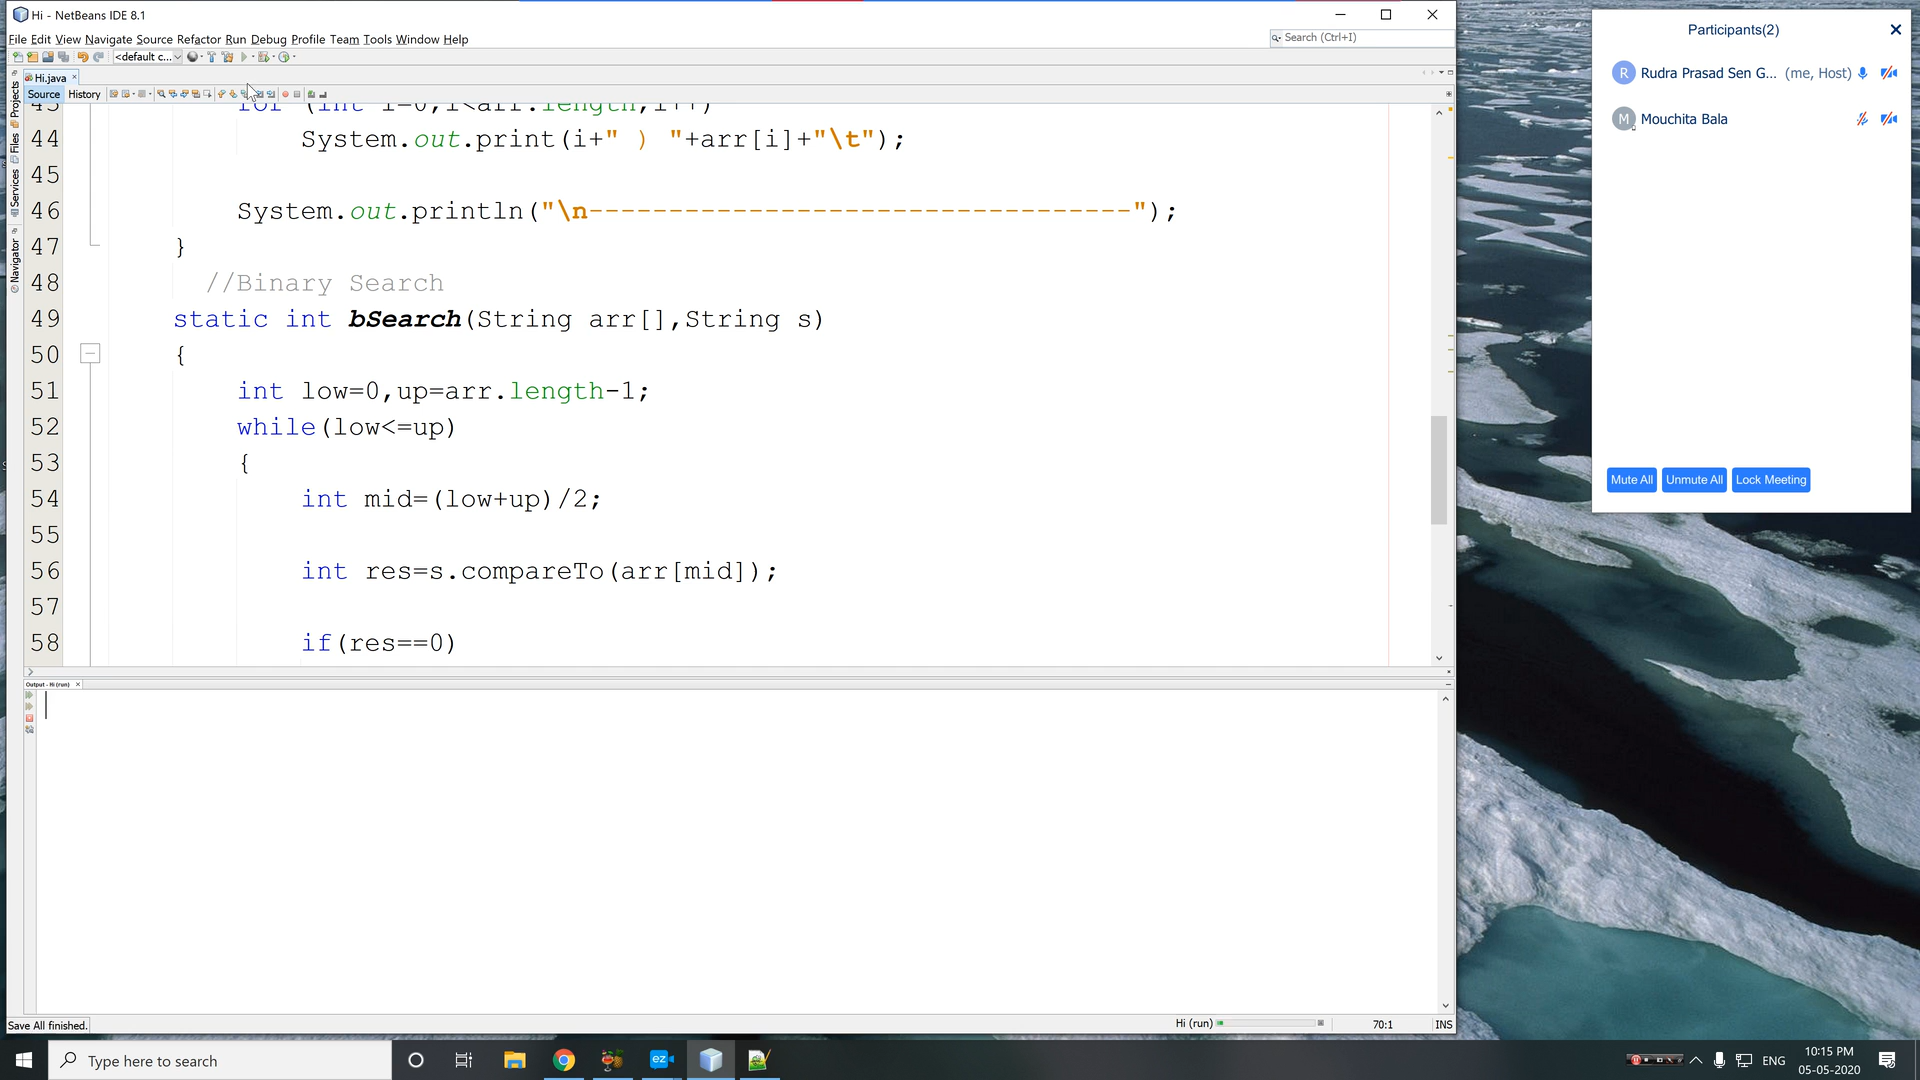 Hi - NetBeans IDE 8.1
File Edit View Navigate Source Refactor Run Debug Profile Team Tools Window Help
Search (Ctrl+I)
<default c...
Hi.java
Source History
Projects
Files
Services
Navigator
for (int i=0;i<arr.length;i++)
44 System.out.print(i+" ) "+arr[i]+"\t");
45
46 System.out.println("\n----------------------------------");
47 }
48 //Binary Search
49 static int bSearch(String arr[],String s)
50 {
51 int low=0,up=arr.length-1;
52 while(low<=up)
53 {
54 int mid=(low+up)/2;
55
56 int res=s.compareTo(arr[mid]);
57
58 if(res==0)
Output - Hi (run)
Save All finished.
Hi (run)
70:1
INS
Participants(2)
R Rudra Prasad Sen G... (me, Host)
M Mouchita Bala
Mute All Unmute All Lock Meeting
Type here to search
ez
ENG
10:15 PM
05-05-2020